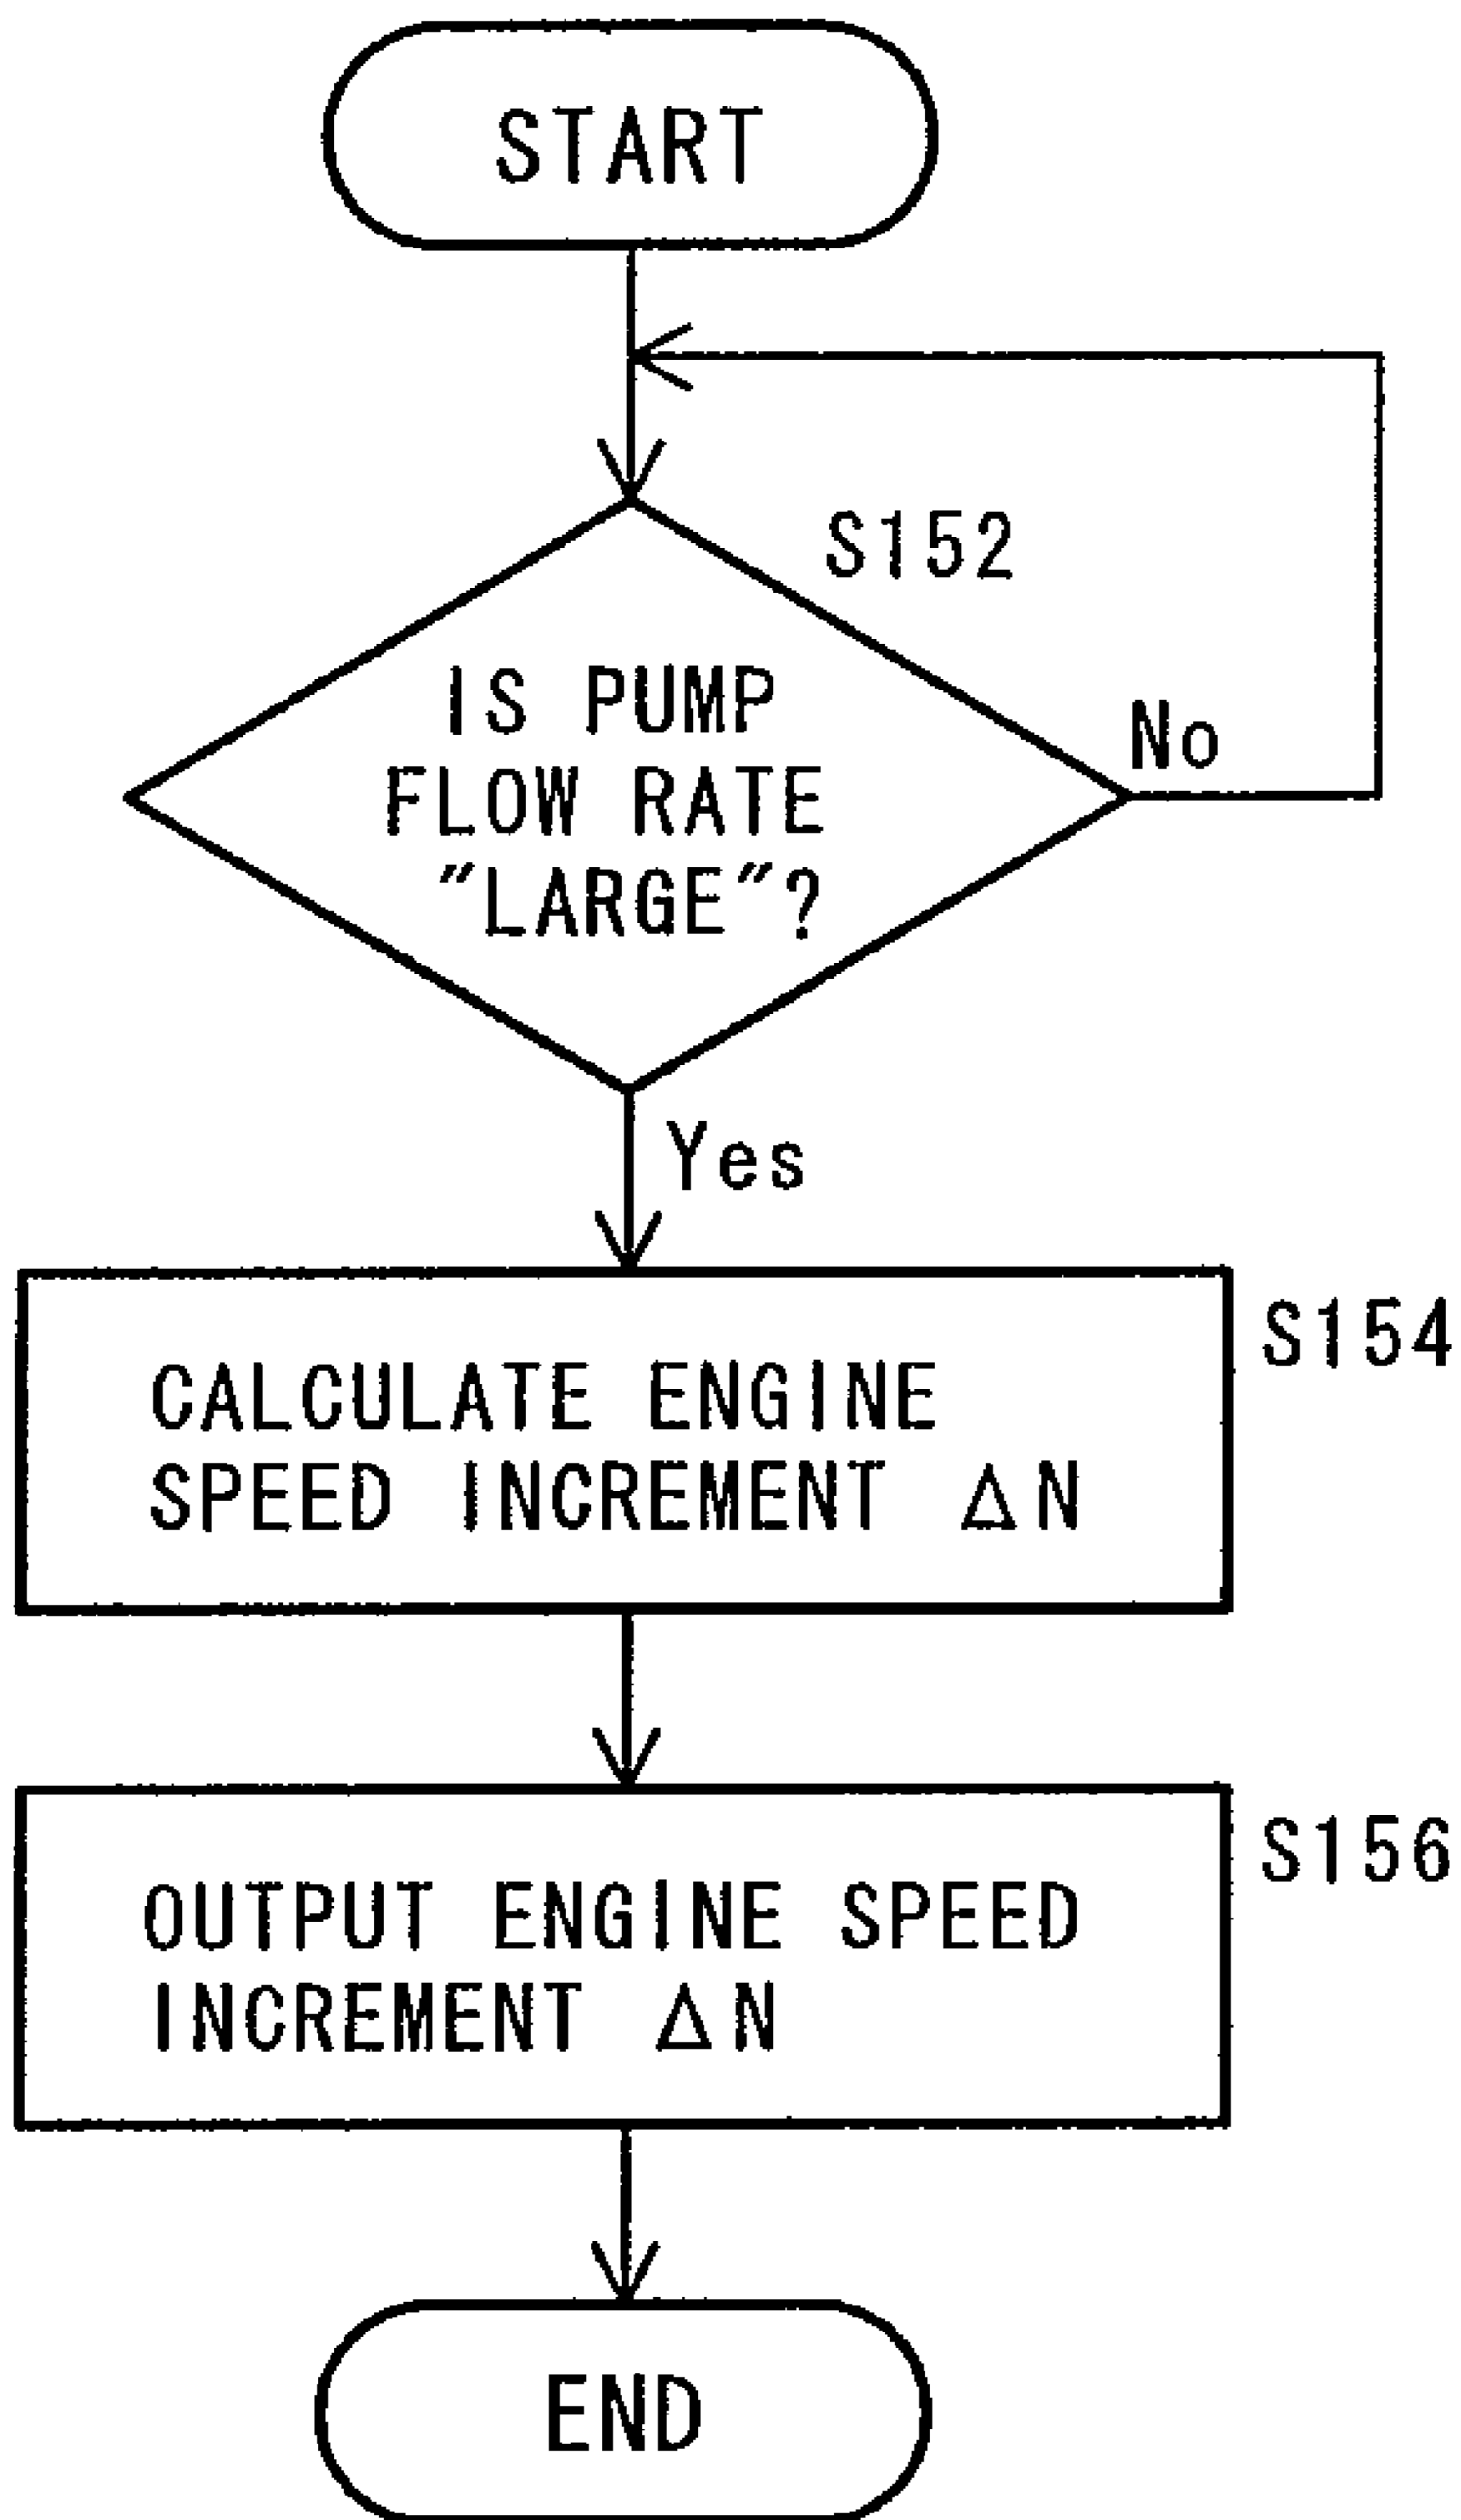 START
S152
IS PUMP
FLOW RATE
"LARGE"?
No
Yes
S154
CALCULATE ENGINE
SPEED INCREMENT ΔN
S156
OUTPUT ENGINE SPEED
INCREMENT ΔN
END